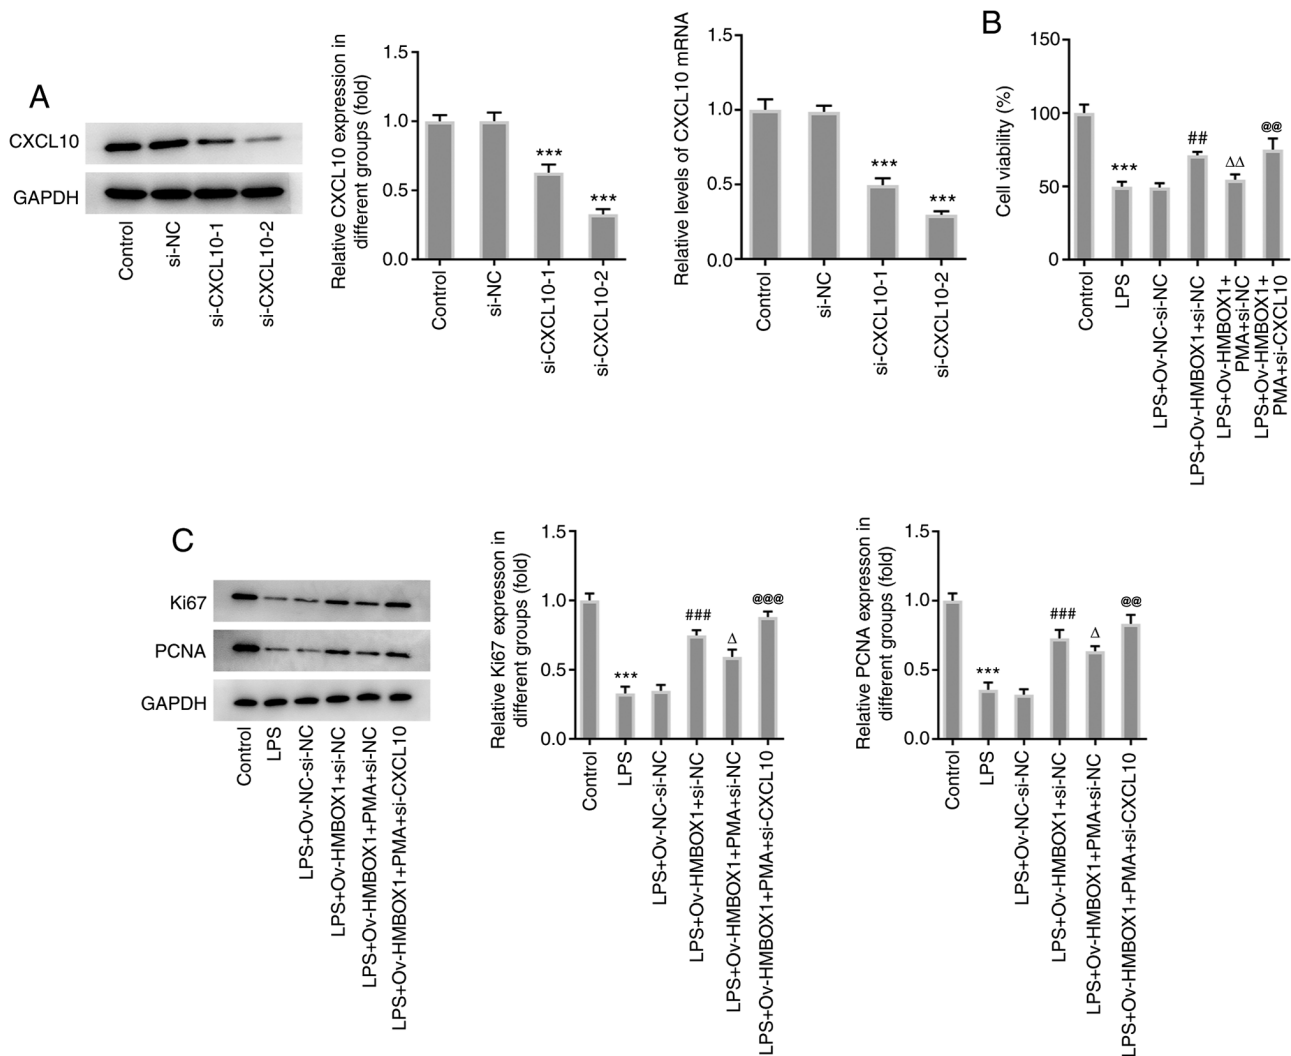 A
CXCL10
GAPDH
Control
si-NC
si-CXCL10-1
si-CXCL10-2
Relative CXCL10 expression in
different groups (fold)
1.5
1.0
0.5
0.0
***
***
Control
si-NC
si-CXCL10-1
si-CXCL10-2
Relative levels of CXCL10 mRNA
1.5
1.0
0.5
0.0
***
***
Control
si-NC
si-CXCL10-1
si-CXCL10-2
B
Cell viability (%)
150
100
50
0
***
##
ΔΔ
@@
Control
LPS
LPS+Ov-NC-si-NC
LPS+Ov-HMBOX1+si-NC
LPS+Ov-HMBOX1+
PMA+si-NC
LPS+Ov-HMBOX1+
PMA+si-CXCL10
C
Ki67
PCNA
GAPDH
Control
LPS
LPS+Ov-NC-si-NC
LPS+Ov-HMBOX1+si-NC
LPS+Ov-HMBOX1+PMA+si-NC
LPS+Ov-HMBOX1+PMA+si-CXCL10
Relative Ki67 expresson in
different groups (fold)
1.5
1.0
0.5
0.0
***
###
Δ
@@@
Control
LPS
LPS+Ov-NC-si-NC
LPS+Ov-HMBOX1+si-NC
LPS+Ov-HMBOX1+PMA+si-NC
LPS+Ov-HMBOX1+PMA+si-CXCL10
Relative PCNA expresson in
different groups (fold)
1.5
1.0
0.5
0.0
***
###
Δ
@@
Control
LPS
LPS+Ov-NC-si-NC
LPS+Ov-HMBOX1+si-NC
LPS+Ov-HMBOX1+PMA+si-NC
LPS+Ov-HMBOX1+PMA+si-CXCL10